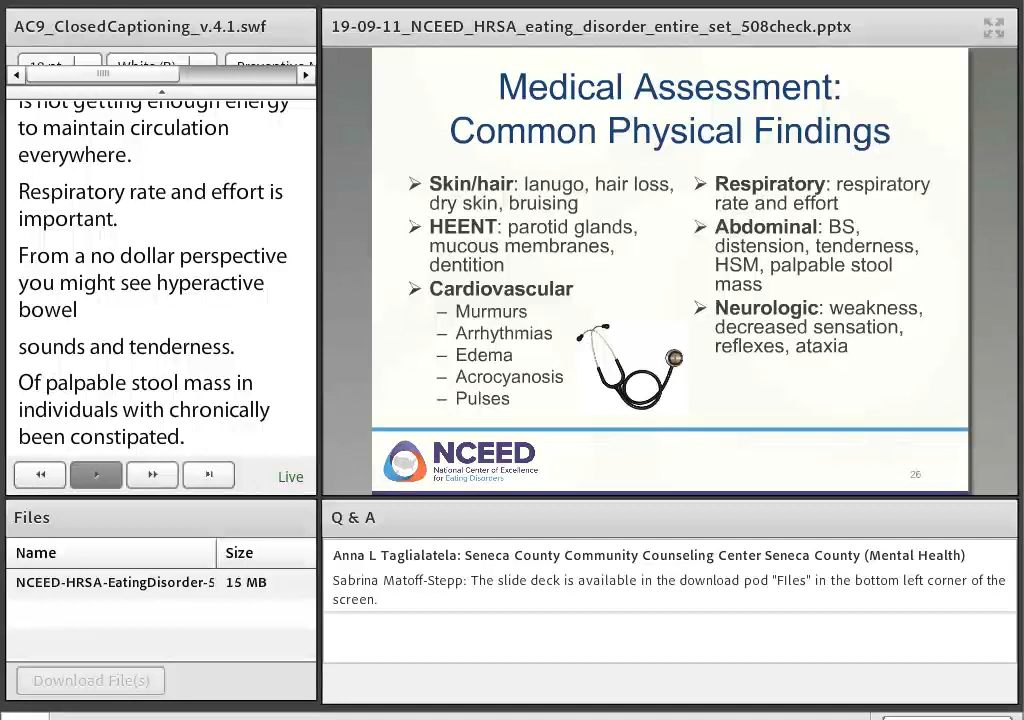 AC9_ClosedCaptioning_v.4.1.swf
is not getting enough energy
to maintain circulation
everywhere.
Respiratory rate and effort is
important.
From a no dollar perspective
you might see hyperactive
bowel
sounds and tenderness.
Of palpable stool mass in
individuals with chronically
been constipated.
Live
19-09-11_NCEED_HRSA_eating_disorder_entire_set_508check.pptx
Medical Assessment:
Common Physical Findings
➢ Skin/hair: lanugo, hair loss,
dry skin, bruising
➢ HEENT: parotid glands,
mucous membranes,
dentition
➢ Cardiovascular
– Murmurs
– Arrhythmias
– Edema
– Acrocyanosis
– Pulses
➢ Respiratory: respiratory
rate and effort
➢ Abdominal: BS,
distension, tenderness,
HSM, palpable stool
mass
➢ Neurologic: weakness,
decreased sensation,
reflexes, ataxia
NCEED
National Center of Excellence
for Eating Disorders
26
Files
Name Size
NCEED-HRSA-EatingDisorder-5 15 MB
Download File(s)
Q & A
Anna L Taglialatela: Seneca County Community Counseling Center Seneca County (Mental Health)
Sabrina Matoff-Stepp: The slide deck is available in the download pod "FIles" in the bottom left corner of the
screen.